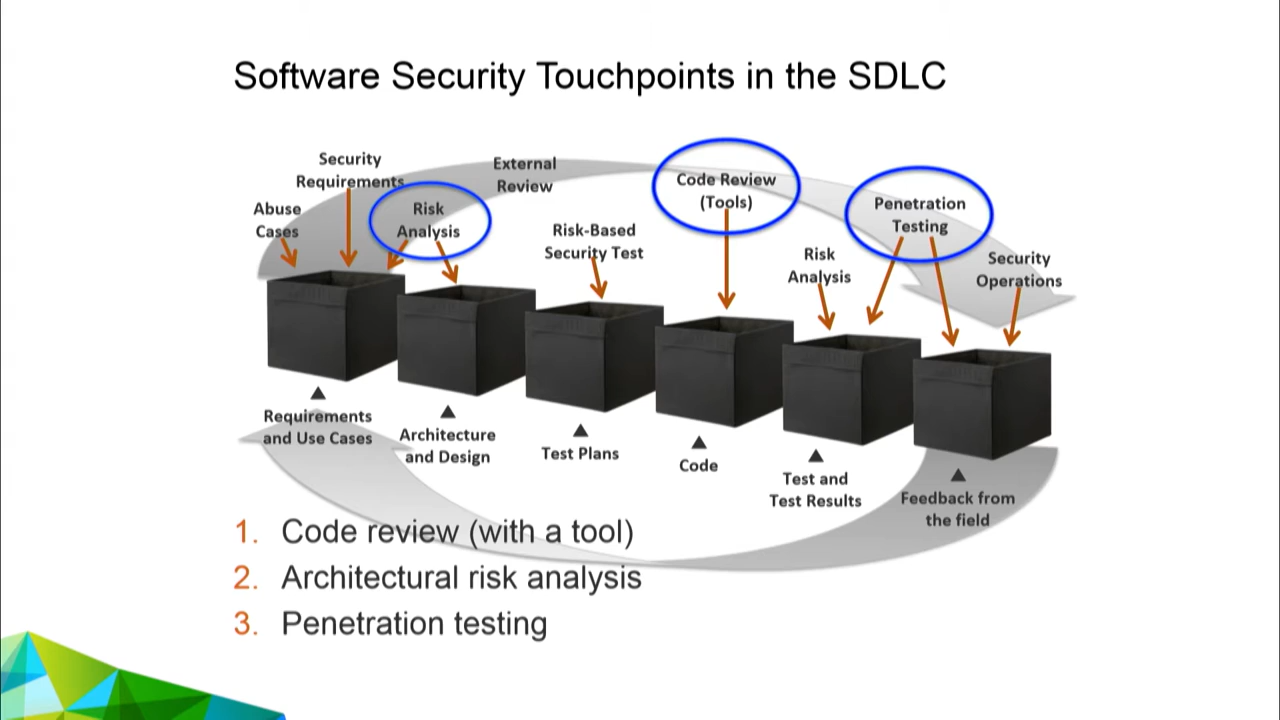 Software Security Touchpoints in the SDLC
Security
Requirements
External
Review
Code Review
(Tools)
Penetration
Testing
Abuse
Cases
Risk
Analysis
Risk-Based
Security Test
Risk
Analysis
Security
Operations
Requirements
and Use Cases
Architecture
and Design
Test Plans
Code
Test and
Test Results
Feedback from
the field
1. Code review (with a tool)
2. Architectural risk analysis
3. Penetration testing